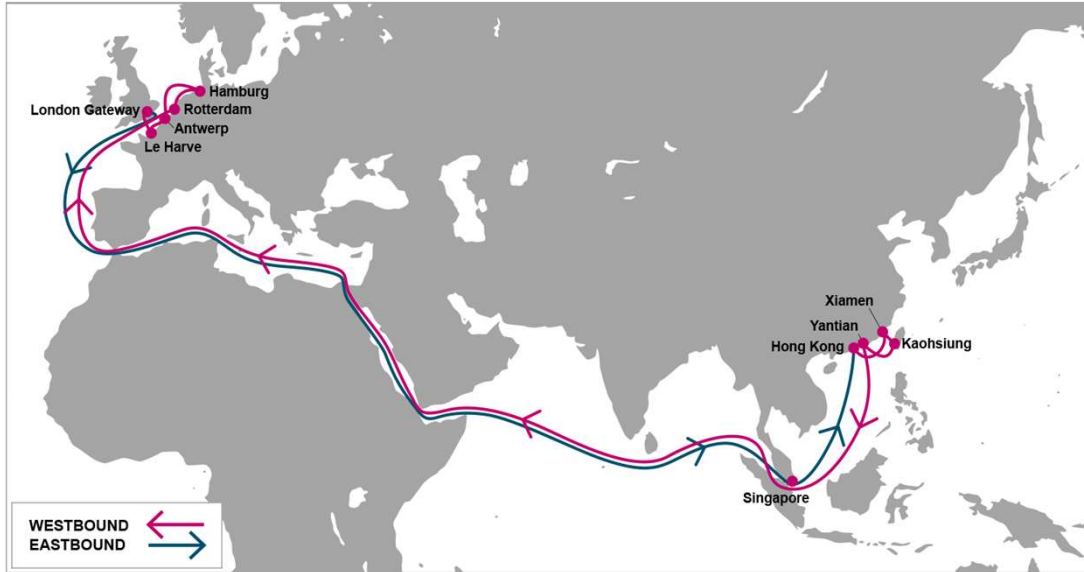 Hamburg
London Gateway
Rotterdam
Antwerp
Le Harve
Xiamen
Yantian
Hong Kong
Kaohsiung
Singapore
WESTBOUND
EASTBOUND